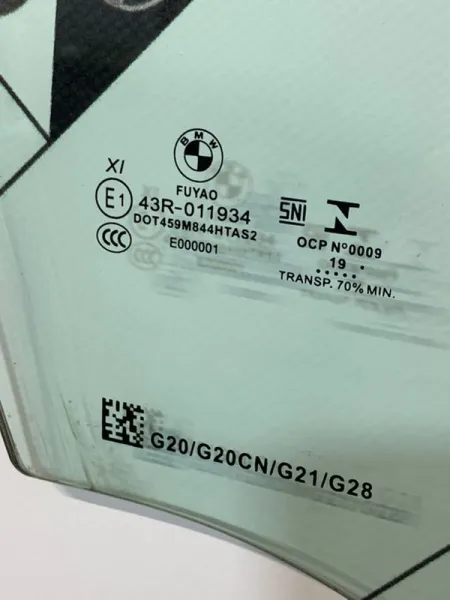 BMW
XI
FUYAO
E1
43R-011934
DOT459M844HTAS2
CCC
E000001
SNI
OCP Nº0009
19
TRANSP. 70% MIN.
G20/G20CN/G21/G28